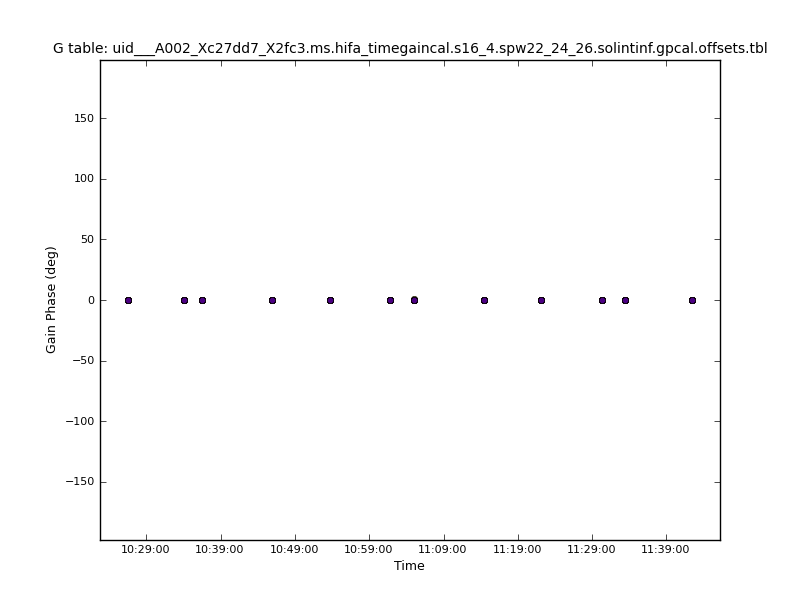 G table: uid___A002_Xc27dd7_X2fc3.ms.hifa_timegaincal.s16_4.spw22_24_26.solintinf.gpcal.offsets.tbl
150
100
50
0
−50
−100
−150
Gain Phase (deg)
10:29:00 10:39:00 10:49:00 10:59:00 11:09:00 11:19:00 11:29:00 11:39:00
Time